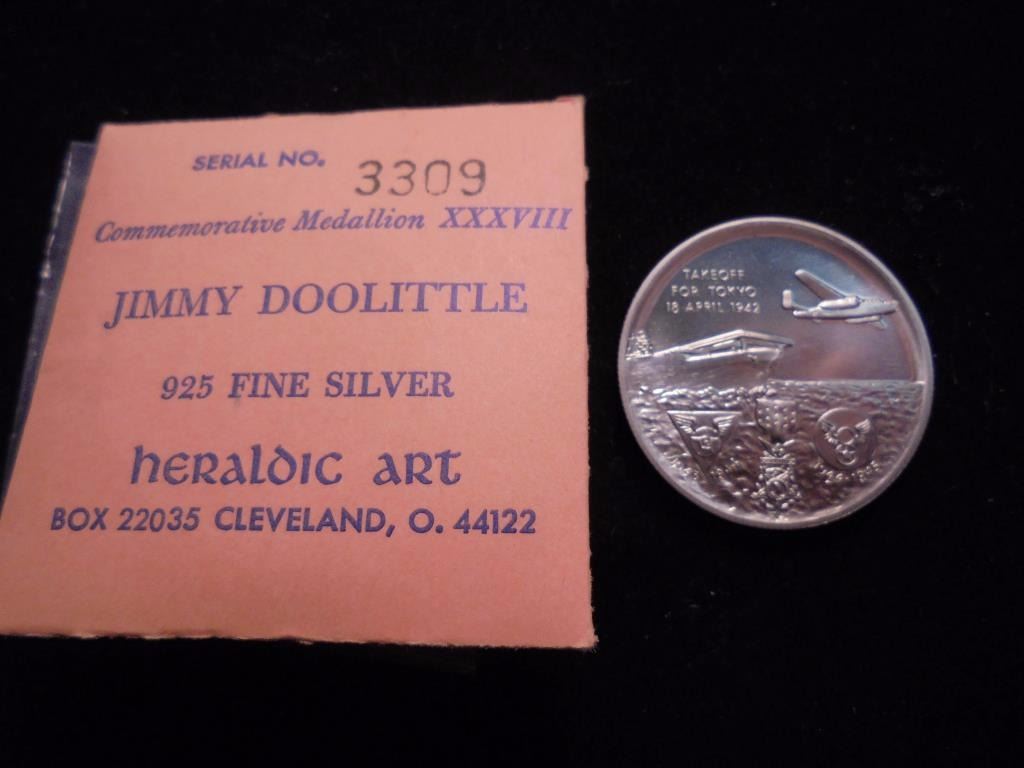 SERIAL NO. 3309
Commemorative Medallion XXXVIII
JIMMY DOOLITTLE
925 FINE SILVER
heraldic art
BOX 22035 CLEVELAND, O. 44122
TAKEOFF
FOR TOKYO
18 APRIL 1942